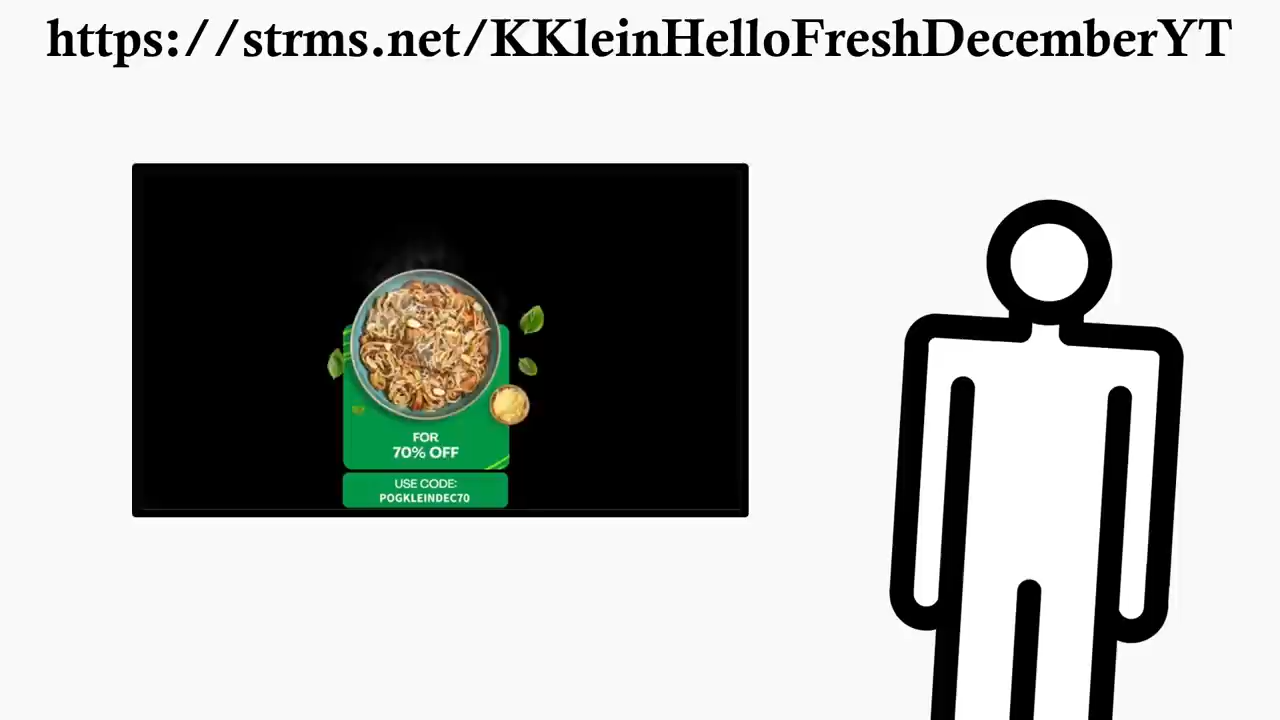 https://strms.net/KKleinHelloFreshDecemberYT
FOR
70% OFF
USE CODE:
POGKLEINDEC70